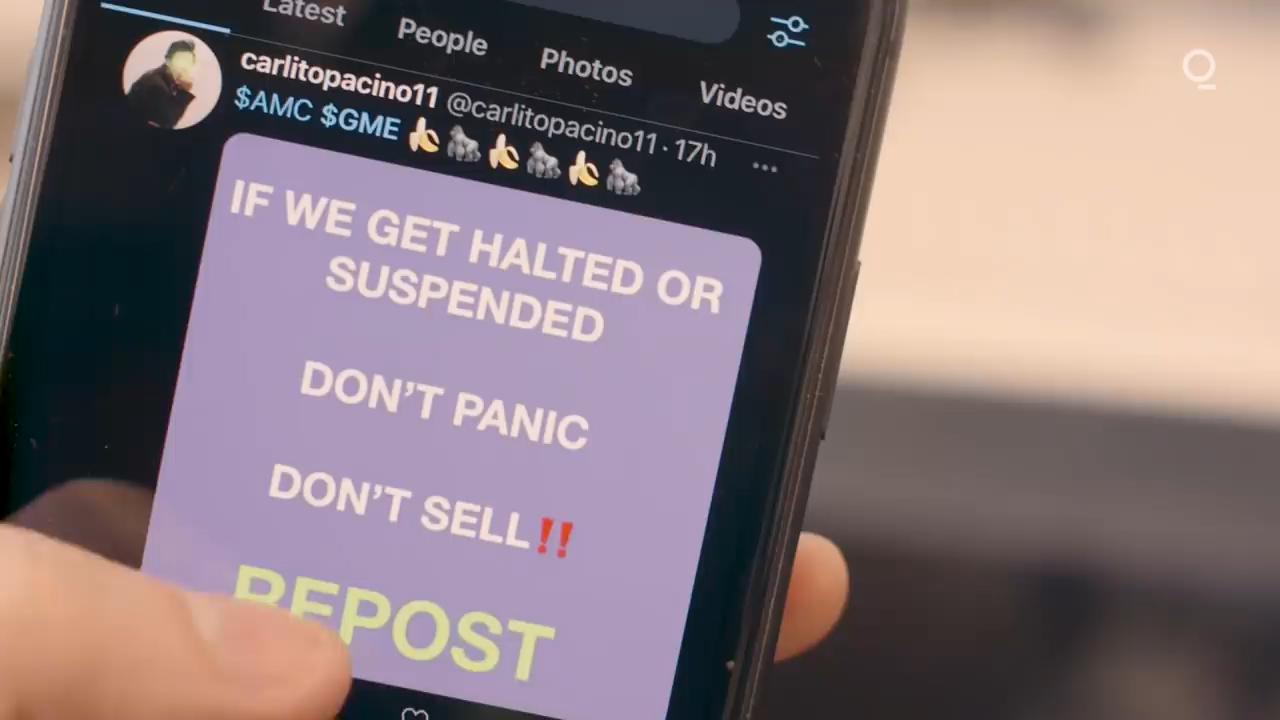 Latest People Photos Videos
carlitopacino11 @carlitopacino11 · 17h
$AMC $GME 🍌🦍🍌🦍🍌🦍
IF WE GET HALTED OR
SUSPENDED
DON'T PANIC
DON'T SELL‼️
REPOST